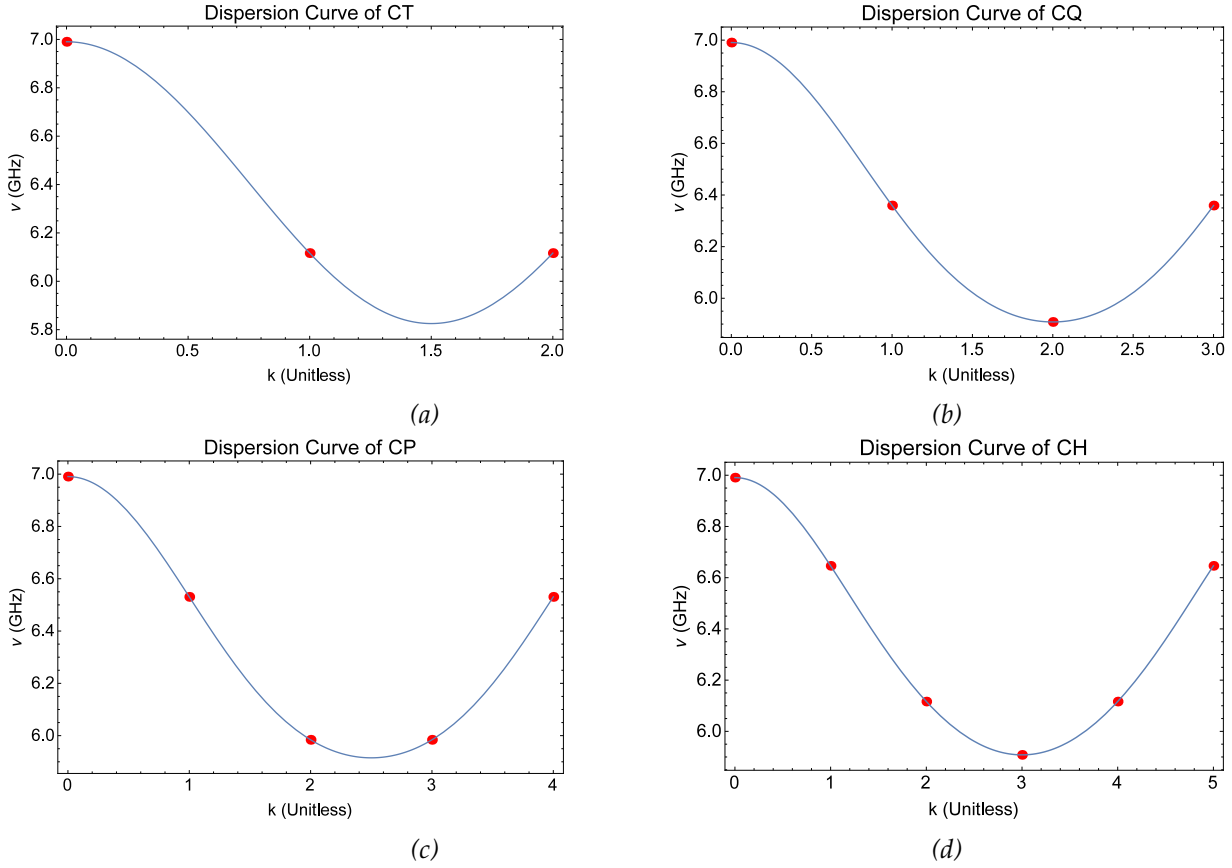 Dispersion Curve of CT
7.0
6.8
6.6
6.4
6.2
6.0
5.8
ν (GHz)
0.0 0.5 1.0 1.5 2.0
k (Unitless)
(a)
Dispersion Curve of CQ
7.0
6.8
6.6
6.4
6.2
6.0
ν (GHz)
0.0 0.5 1.0 1.5 2.0 2.5 3.0
k (Unitless)
(b)
Dispersion Curve of CP
7.0
6.8
6.6
6.4
6.2
6.0
ν (GHz)
0 1 2 3 4
k (Unitless)
(c)
Dispersion Curve of CH
7.0
6.8
6.6
6.4
6.2
6.0
ν (GHz)
0 1 2 3 4 5
k (Unitless)
(d)